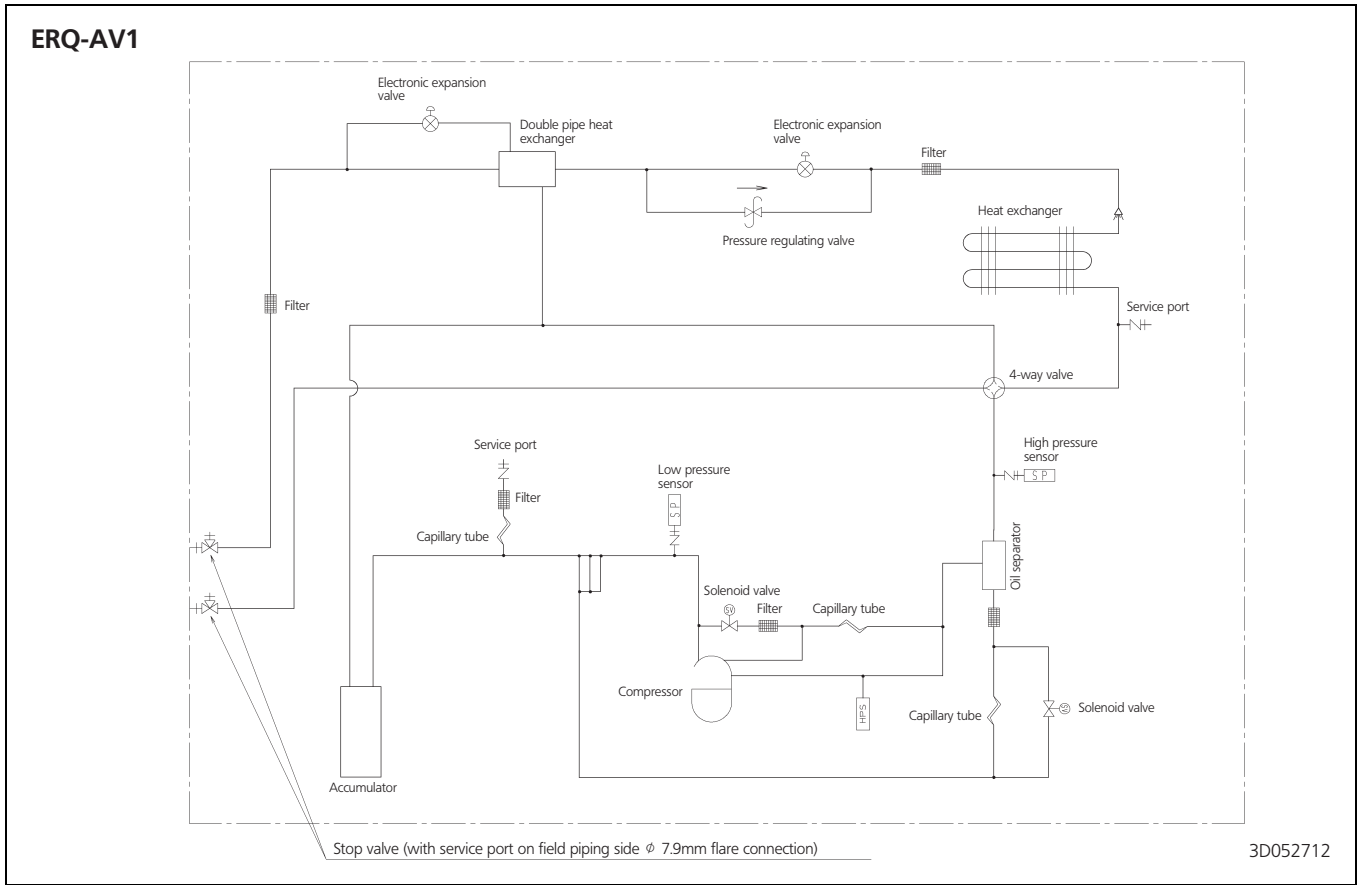 ERQ-AV1
Electronic expansion
valve
Double pipe heat
exchanger
Electronic expansion
valve
Filter
Pressure regulating valve
Heat exchanger
Filter
Service port
4-way valve
Service port
High pressure
sensor
Low pressure
sensor
S P
Filter
S P
Capillary tube
Oil separator
Solenoid valve
SV
Filter
Capillary tube
Compressor
HPS
Capillary tube
SV
Solenoid valve
Accumulator
Stop valve (with service port on field piping side ϕ 7.9mm flare connection)
3D052712